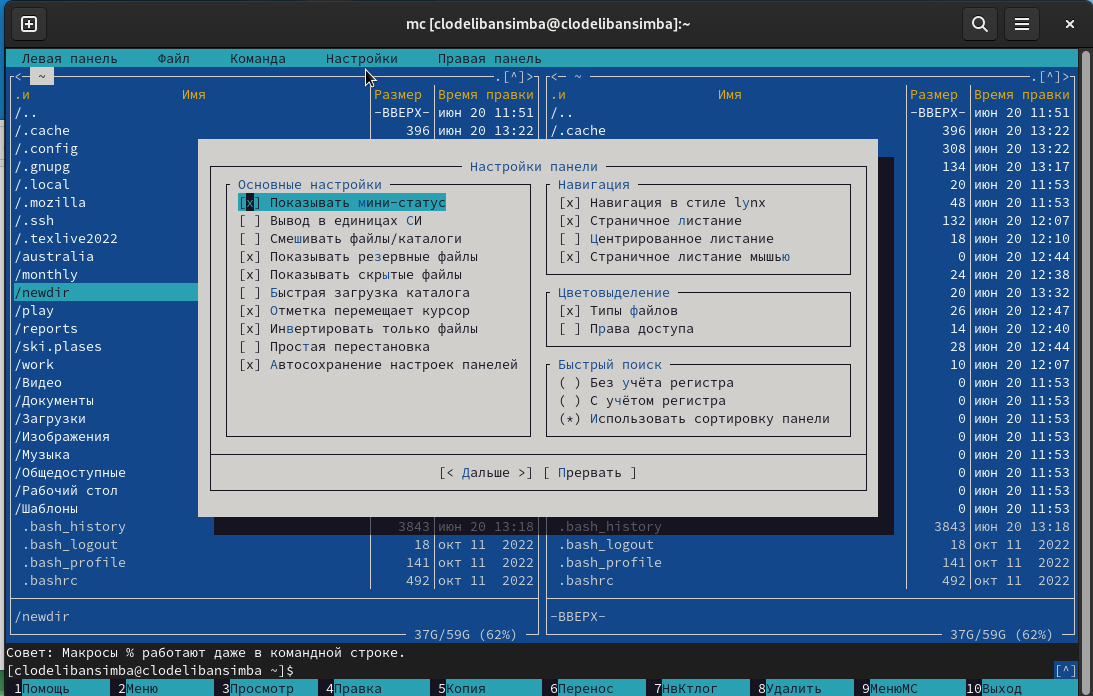 mc [clodelibansimba@clodelibansimba]:~
Левая панель Файл Команда Настройки Правая панель
<- ~ .[^]> <- ~ .[^]>
.и Имя Размер Время правки .и Имя Размер Время правки
/.. -ВВЕРХ- июн 20 11:51 /.. -ВВЕРХ- июн 20 11:51
/.cache 396 июн 20 13:22 /.cache 396 июн 20 13:22
/.config 308 июн 20 13:22
/.gnupg Настройки панели 134 июн 20 13:17
/.local Основные настройки Навигация 20 июн 20 11:53
/.mozilla [x] Показывать мини-статус [x] Навигация в стиле lynx 48 июн 20 11:53
/.ssh [ ] Вывод в единицах СИ [x] Страничное листание 132 июн 20 12:07
/.texlive2022 [ ] Смешивать файлы/каталоги [ ] Центрированное листание 18 июн 20 12:10
/australia [x] Показывать резервные файлы [x] Страничное листание мышью 0 июн 20 12:44
/monthly [x] Показывать скрытые файлы 24 июн 20 12:38
/newdir [ ] Быстрая загрузка каталога Цветовыделение 20 июн 20 13:32
/play [x] Отметка перемещает курсор [x] Типы файлов 26 июн 20 12:47
/reports [x] Инвертировать только файлы [ ] Права доступа 14 июн 20 12:40
/ski.plases [ ] Простая перестановка 28 июн 20 12:44
/work [x] Автосохранение настроек панелей Быстрый поиск 10 июн 20 12:07
/Видео ( ) Без учёта регистра 0 июн 20 11:53
/Документы ( ) С учётом регистра 0 июн 20 11:53
/Загрузки (*) Использовать сортировку панели 0 июн 20 11:53
/Изображения 0 июн 20 11:53
/Музыка 0 июн 20 11:53
/Общедоступные [< Дальше >] [ Прервать ] 0 июн 20 11:53
/Рабочий стол 0 июн 20 11:53
/Шаблоны 0 июн 20 11:53
.bash_history 3843 июн 20 13:18 .bash_history 3843 июн 20 13:18
.bash_logout 18 окт 11 2022 .bash_logout 18 окт 11 2022
.bash_profile 141 окт 11 2022 .bash_profile 141 окт 11 2022
.bashrc 492 окт 11 2022 .bashrc 492 окт 11 2022
/newdir -ВВЕРХ-
37G/59G (62%) 37G/59G (62%)
Совет: Макросы % работают даже в командной строке.
[clodelibansimba@clodelibansimba ~]$ [^]
1Помощь 2Меню 3Просмотр 4Правка 5Копия 6Перенос 7НвКтлог 8Удалить 9МенюМС 10Выход